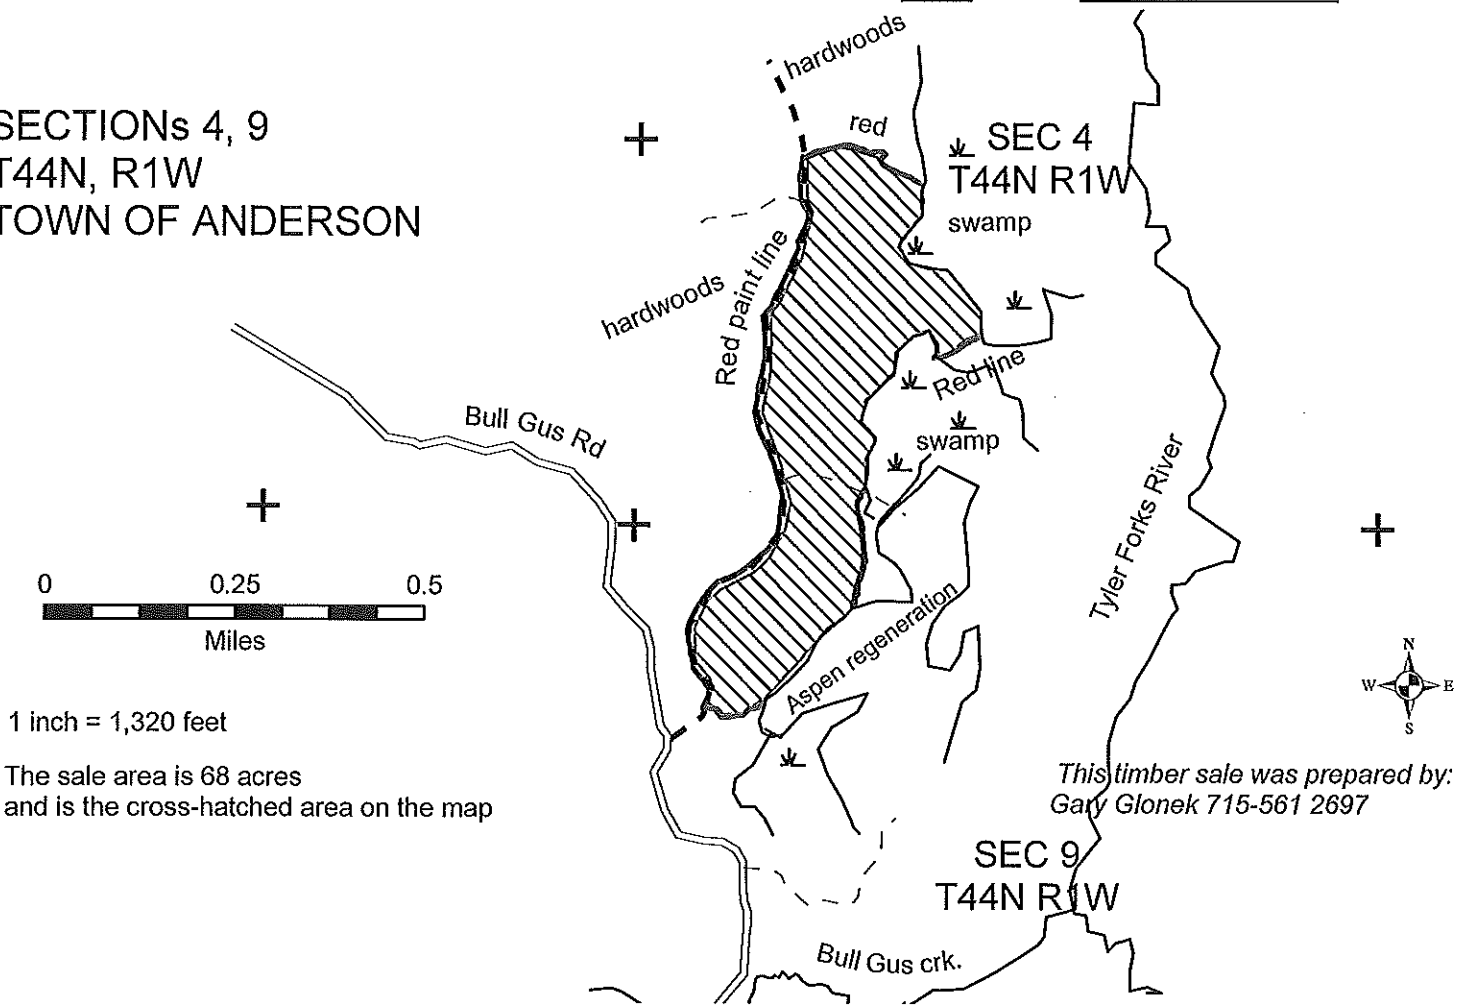 SECTIONs 4, 9
T44N, R1W
TOWN OF ANDERSON
hardwoods
red
SEC 4
T44N R1W
swamp
hardwoods
Red paint line
Red line
swamp
Bull Gus Rd
Tyler Forks River
0 0.25 0.5
Miles
Aspen regeneration
N
W E
S
1 inch = 1,320 feet
The sale area is 68 acres
and is the cross-hatched area on the map
This timber sale was prepared by:
Gary Glonek 715-561 2697
SEC 9
T44N R1W
Bull Gus crk.